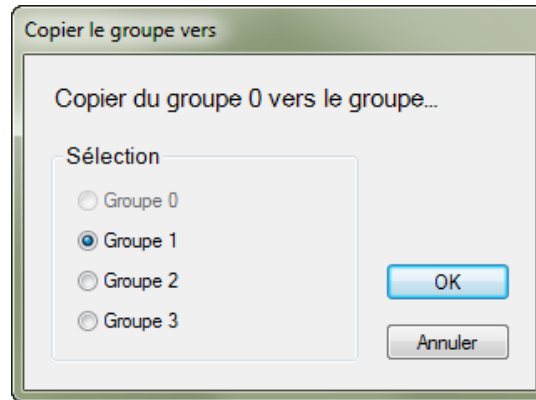 Copier le groupe vers
Copier du groupe 0 vers le groupe...
Sélection
Groupe 0
Groupe 1
Groupe 2
Groupe 3
OK
Annuler